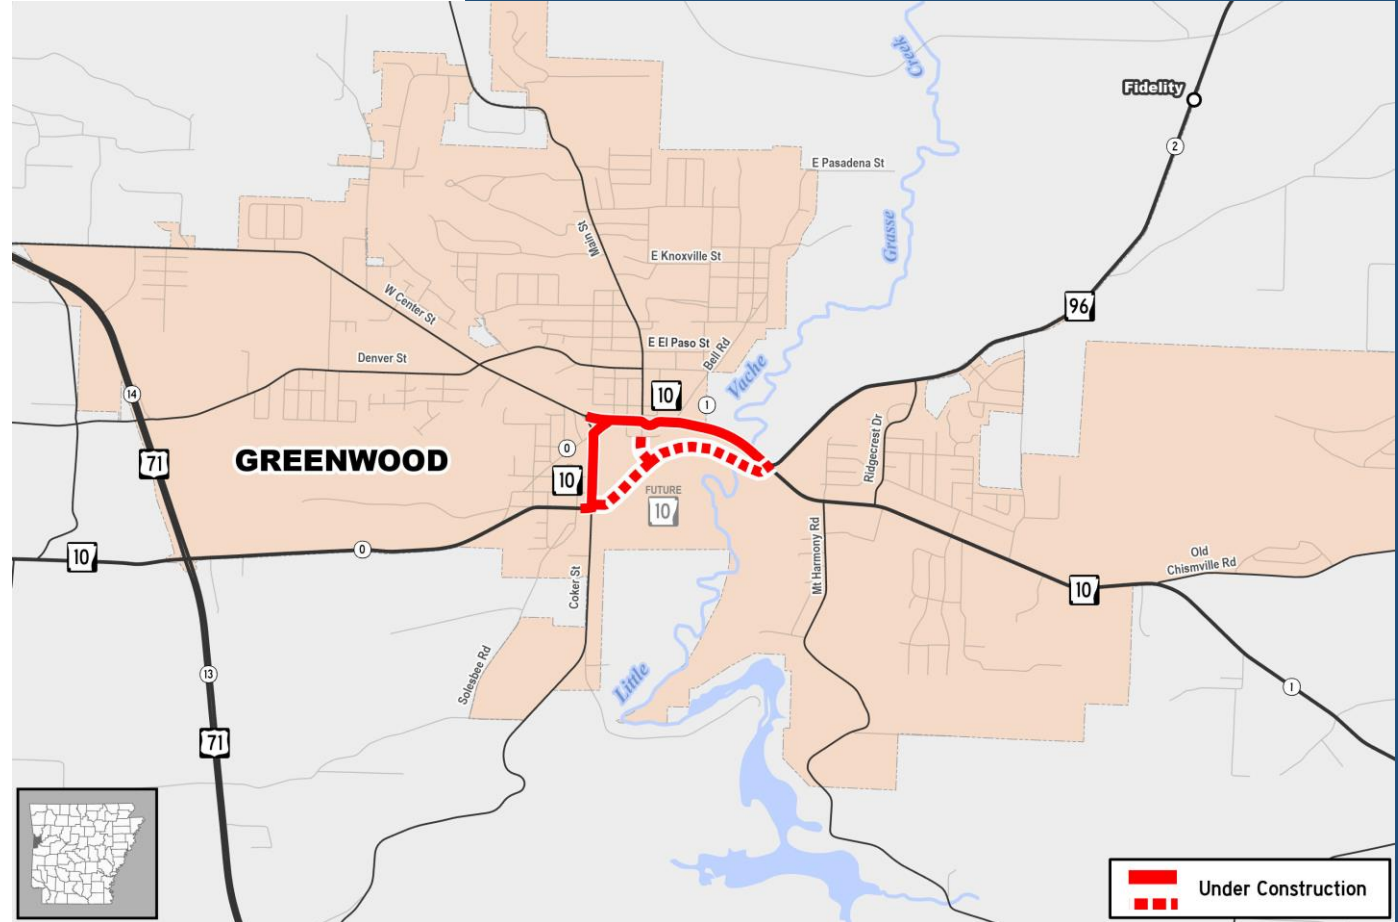 Creek
Fidelity
2
E Pasadena St
Grasse
Main St
E Knoxville St
W Center St
96
E El Paso St
Bell Rd
Denver St
Vache
14
10
1
Ridgecrest Dr
71
GREENWOOD
0
10
FUTURE
10
Mt Harmony Rd
10
0
Old
Chismville Rd
Coker St
10
Solesbee Rd
Little
13
1
71
Under Construction